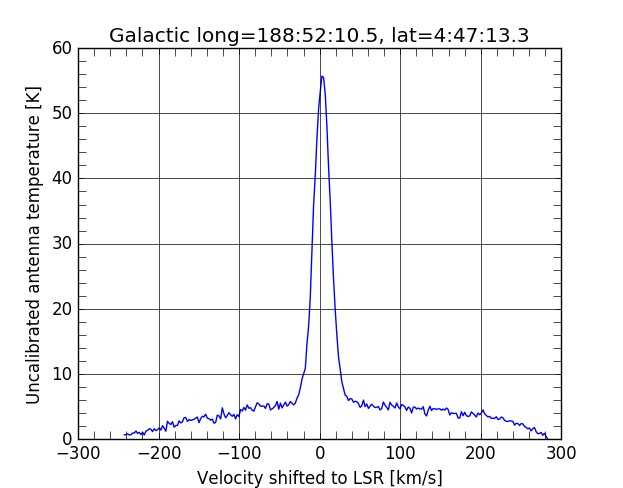 Galactic long=188:52:10.5, lat=4:47:13.3
60
50
40
30
20
10
0
Uncalibrated antenna temperature [K]
−300 −200 −100 0 100 200 300
Velocity shifted to LSR [km/s]